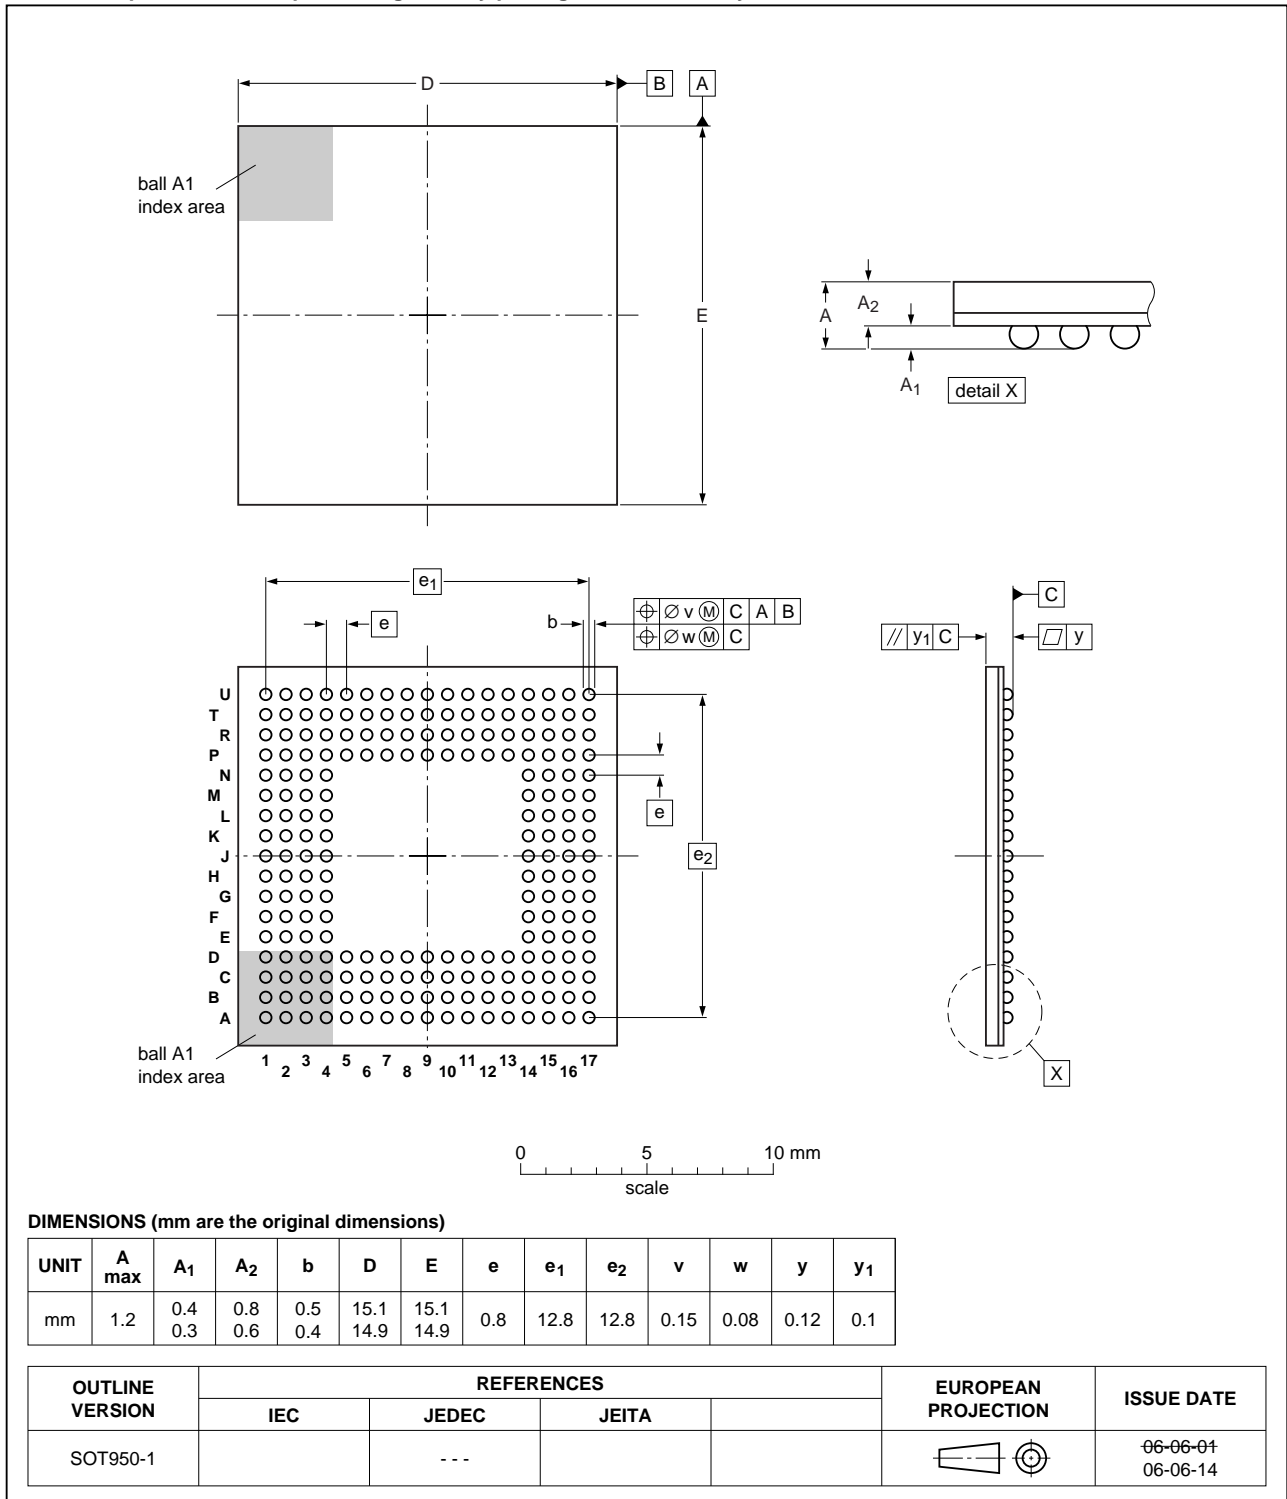 D
B
A
ball A1
index area
E
A
A2
A1
detail X
e1
e
b
∅ v Ⓜ C A B
∅ w Ⓜ C
C
// y1 C
y
U
T
R
P
N
M
L
K
J
H
G
F
E
D
C
B
A
e
e2
ball A1
index area
1 2 3 4 5 6 7 8 9 10 11 12 13 14 15 16 17
X
0 5 10 mm
scale
DIMENSIONS (mm are the original dimensions)
UNIT A max A1 A2 b D E e e1 e2 v w y y1
mm 1.2 0.4 0.3 0.8 0.6 0.5 0.4 15.1 14.9 15.1 14.9 0.8 12.8 12.8 0.15 0.08 0.12 0.1
OUTLINE VERSION REFERENCES EUROPEAN PROJECTION ISSUE DATE
IEC JEDEC JEITA
SOT950-1 - - - 06-06-01
06-06-14